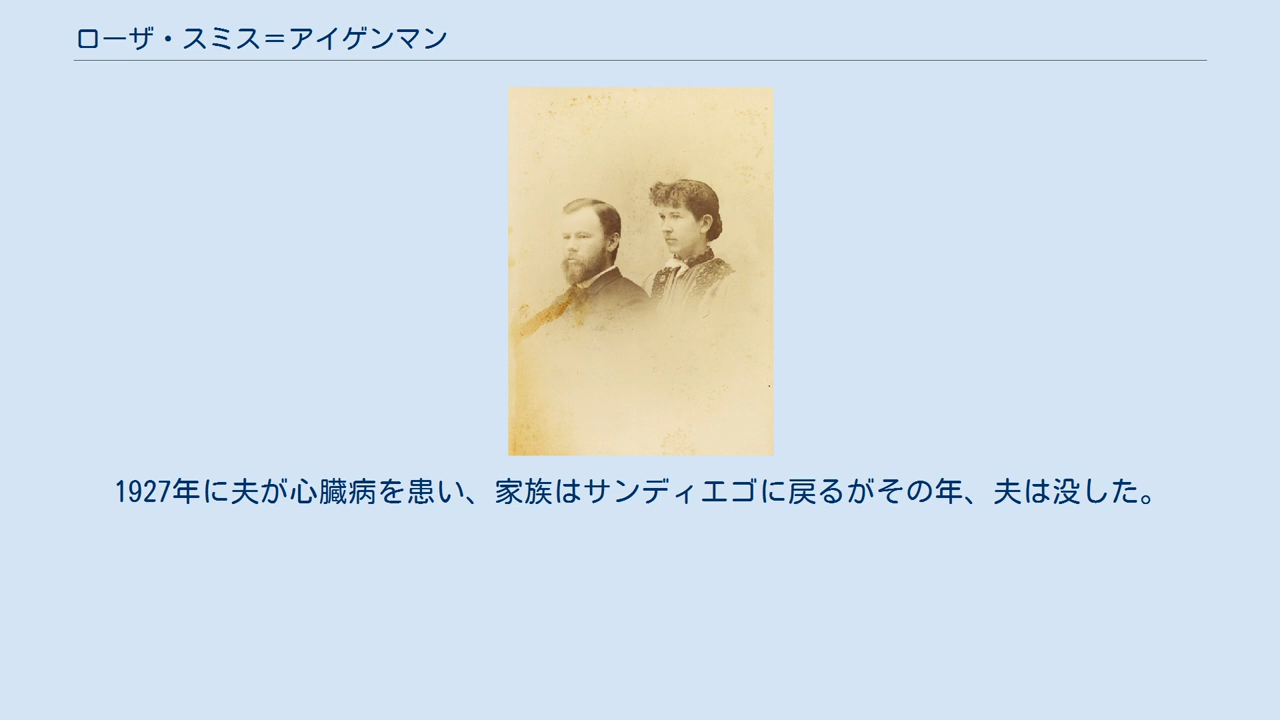 ローザ・スミス＝アイゲンマン
1927年に夫が心臓病を患い、家族はサンディエゴに戻るがその年、夫は没した。